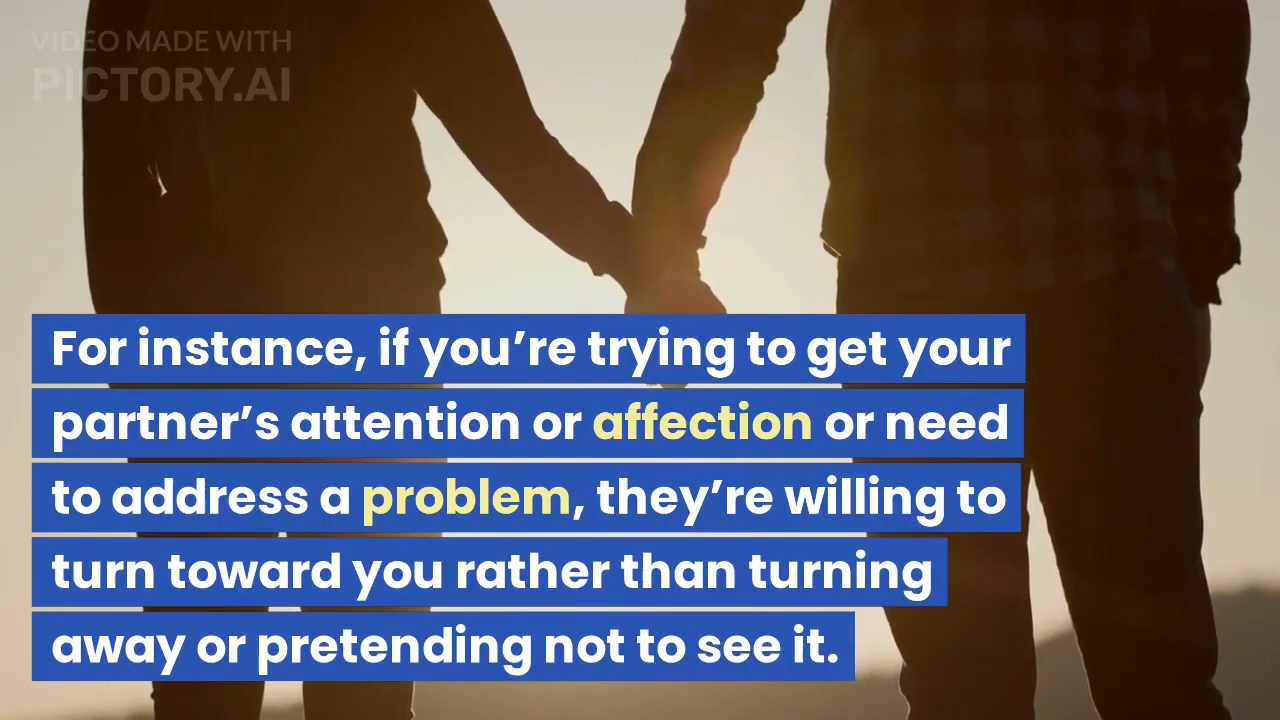 VIDEO MADE WITH
PICTORY.AI
For instance, if you’re trying to get your
partner’s attention or affection or need
to address a problem, they’re willing to
turn toward you rather than turning
away or pretending not to see it.